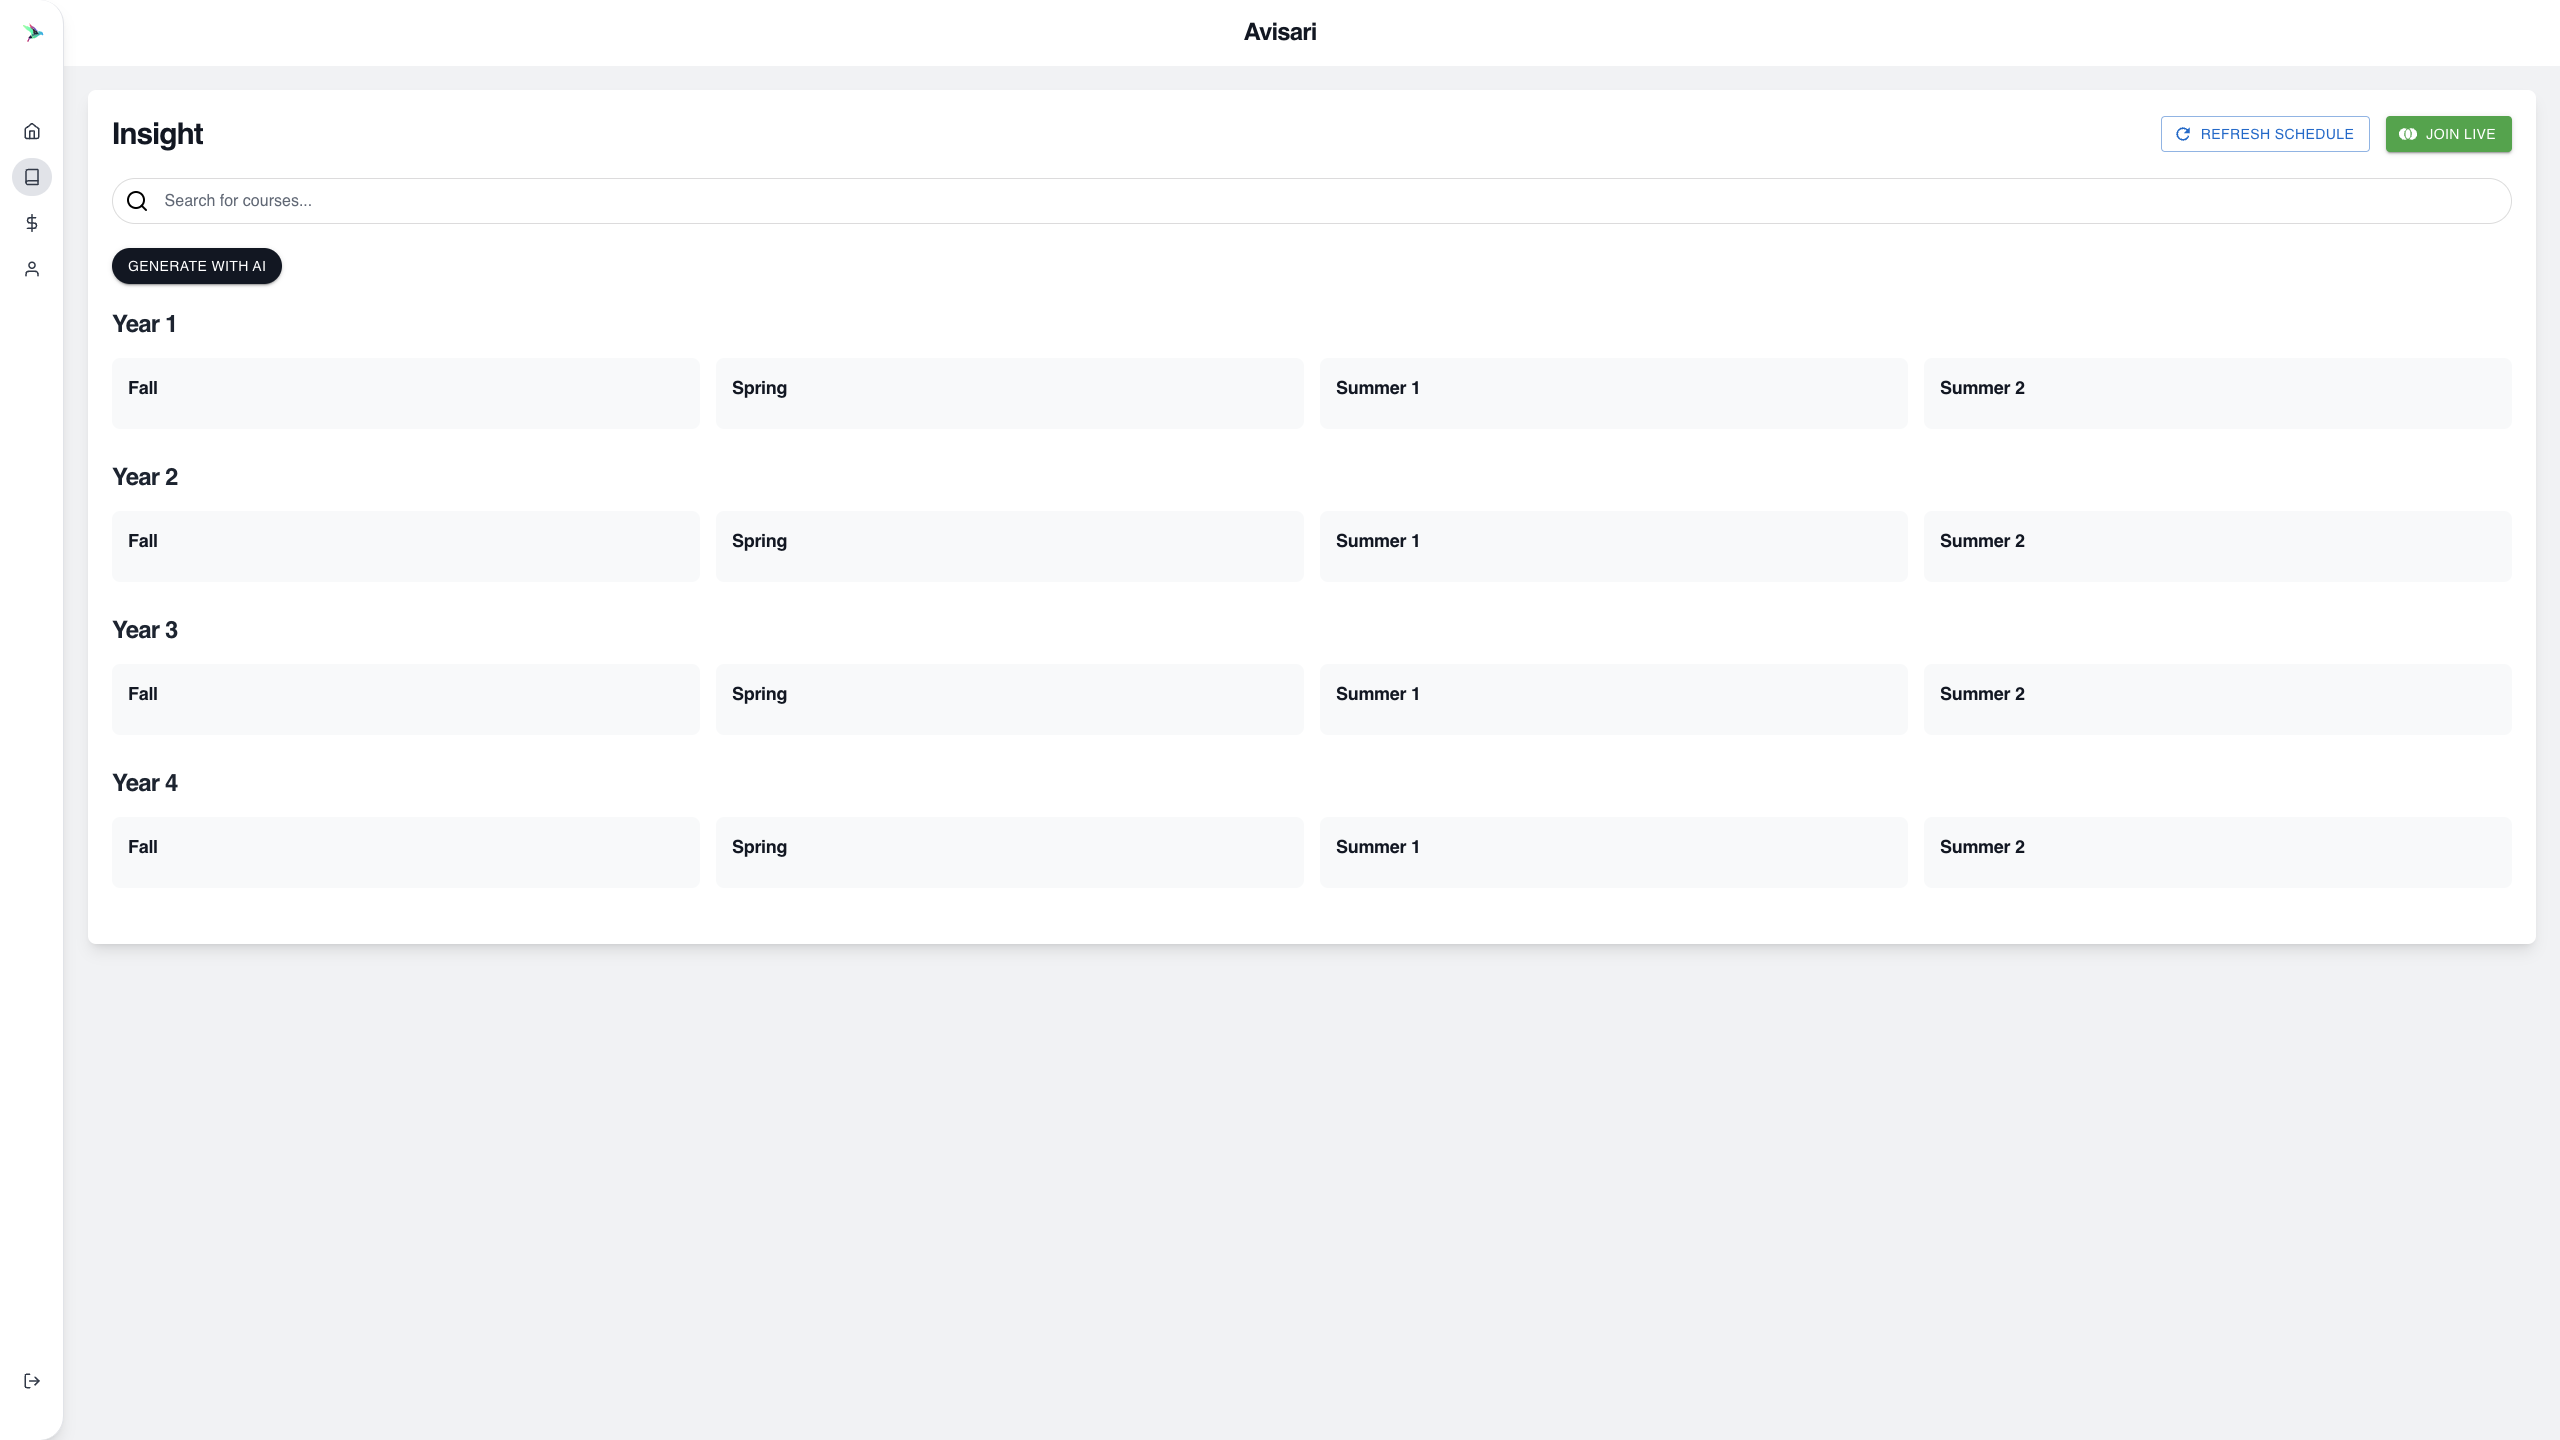 Avisari
Insight
REFRESH SCHEDULE
JOIN LIVE
Search for courses...
GENERATE WITH AI
Year 1
Fall
Spring
Summer 1
Summer 2
Year 2
Fall
Spring
Summer 1
Summer 2
Year 3
Fall
Spring
Summer 1
Summer 2
Year 4
Fall
Spring
Summer 1
Summer 2